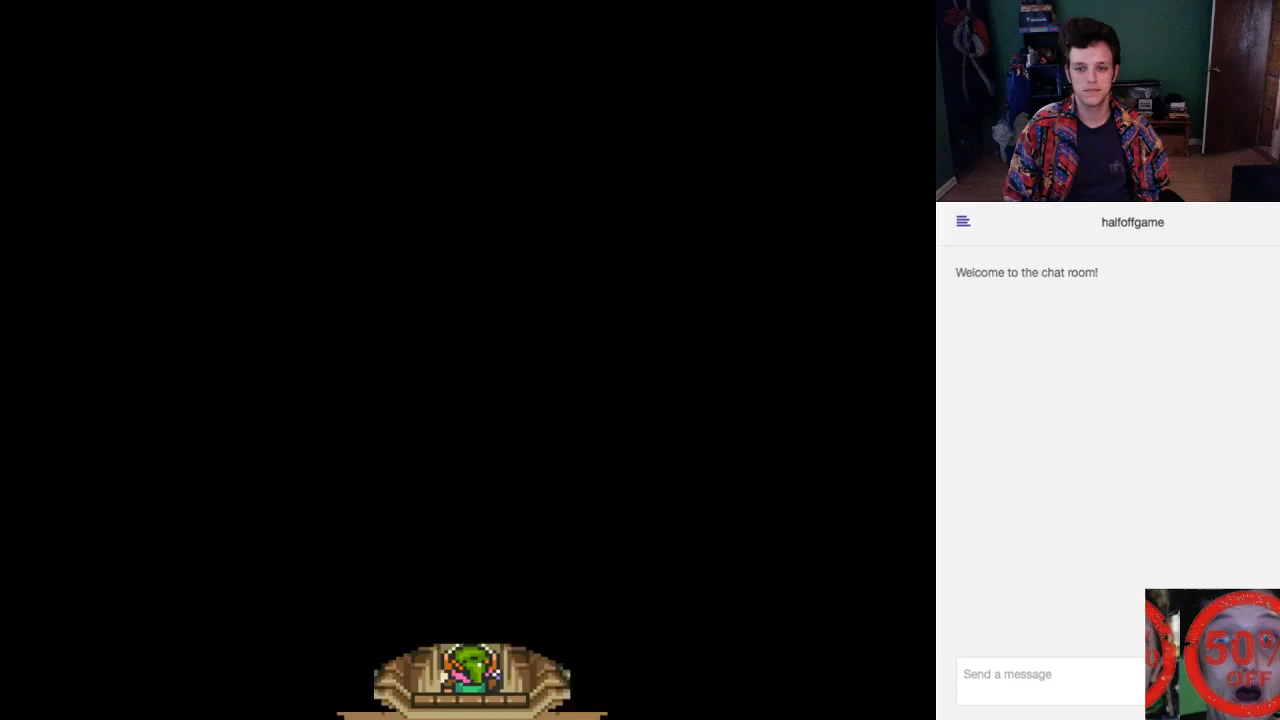 halfoffgame
Welcome to the chat room!
Send a message
50%
OFF